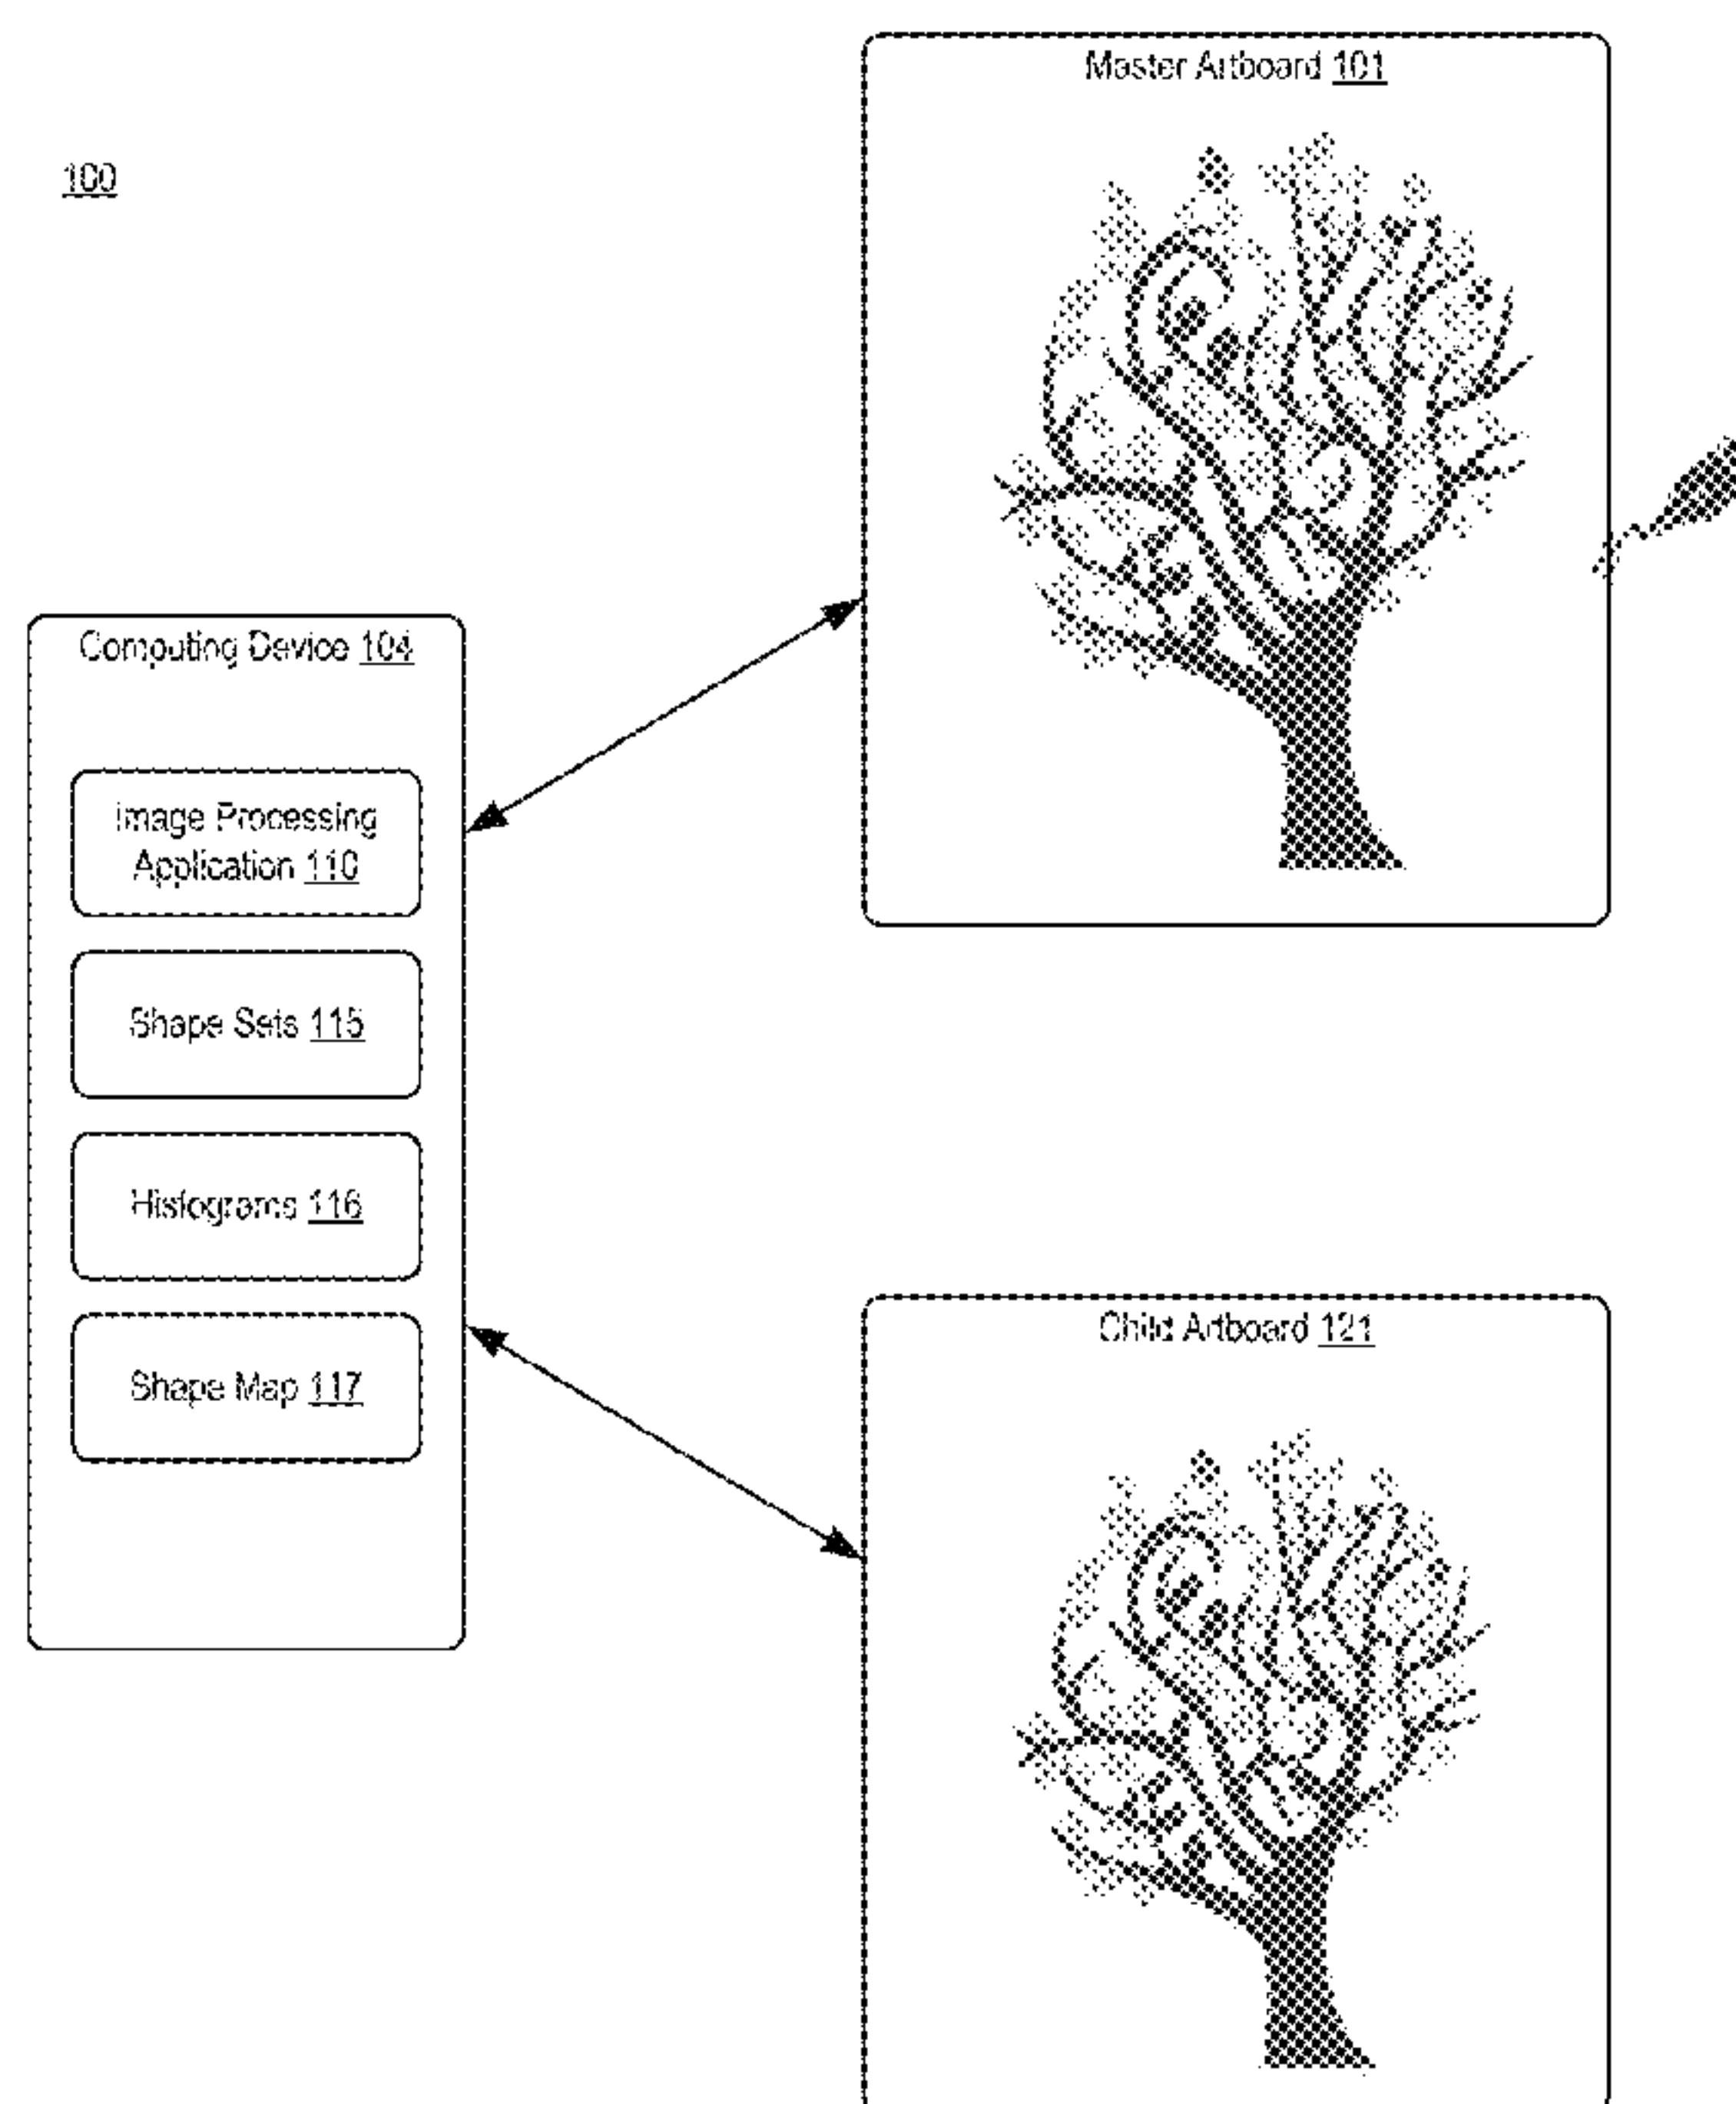 Master Artboard 101
100
Computing Device 104
Image Processing
Application 110
Shape Sets 115
Histograms 116
Shape Map 117
Child Artboard 121